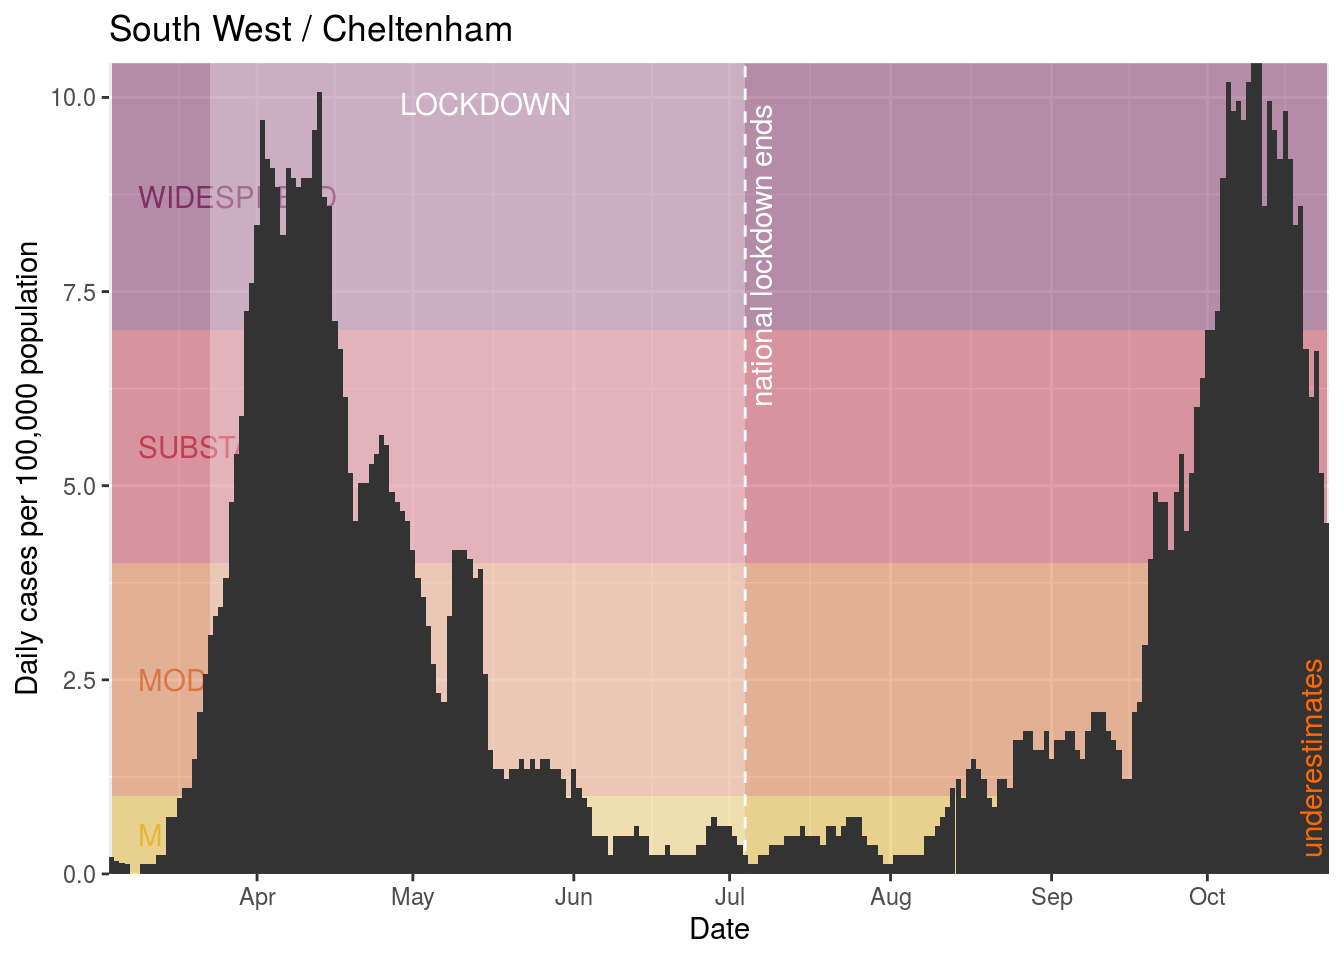 South West / Cheltenham
Daily cases per 100,000 population
10.0
7.5
5.0
2.5
0.0
LOCKDOWN
national lockdown ends
underestimates
Apr
May
Jun
Jul
Aug
Sep
Oct
Date